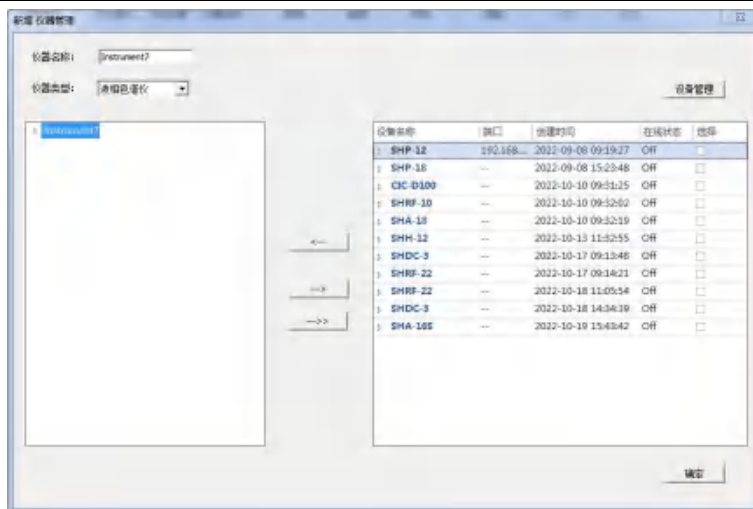 新增 仪器管理
仪器名称： Instrument7
仪器类型： 液相色谱仪
设备管理
Instrument7
设备名称 端口 创建时间 在线状态 选择
SHP-12 192.168... 2022-09-08 09:19:27 Off
SHP-18 -- 2022-09-08 15:23:48 Off
CIC-D100 -- 2022-10-10 09:31:25 Off
SHRF-10 -- 2022-10-10 09:32:02 Off
SHA-18 -- 2022-10-10 09:32:19 Off
SHH-12 -- 2022-10-13 11:32:55 Off
SHDC-3 -- 2022-10-17 09:13:48 Off
SHRF-22 -- 2022-10-17 09:14:21 Off
SHRF-22 -- 2022-10-18 11:05:54 Off
SHDC-3 -- 2022-10-18 14:34:39 Off
SHA-16S -- 2022-10-19 15:43:42 Off
<--
-->
-->>
确定